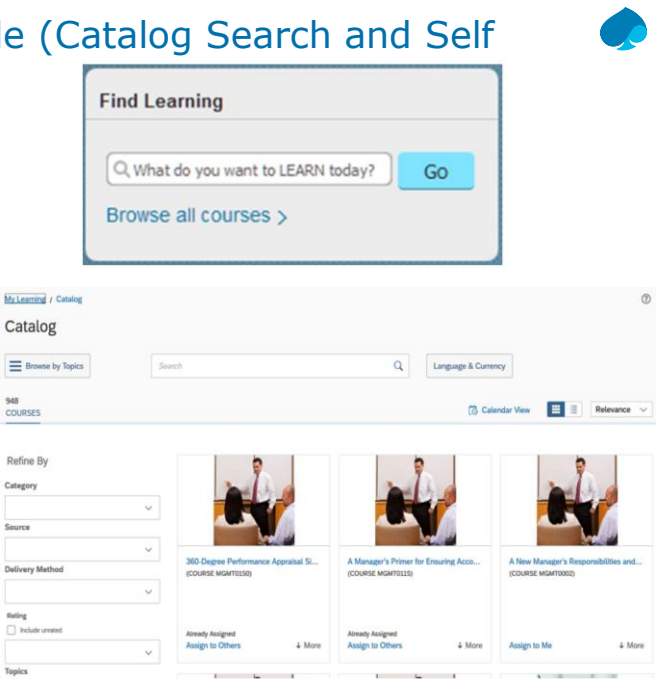 le (Catalog Search and Self
Find Learning
What do you want to LEARN today?
Go
Browse all courses >
My Learning / Catalog
Catalog
Browse by Topics
Search
Language & Currency
948
COURSES
Calendar View
Relevance
Refine By
Category
Source
Delivery Method
Rating
Include unrated
Topics
360-Degree Performance Appraisal Si...
(COURSE MGMT0150)
Already Assigned
Assign to Others
More
A Manager's Primer for Ensuring Acco...
(COURSE MGMT0115)
Already Assigned
Assign to Others
More
A New Manager's Responsibilities and...
(COURSE MGMT0002)
Assign to Me
More